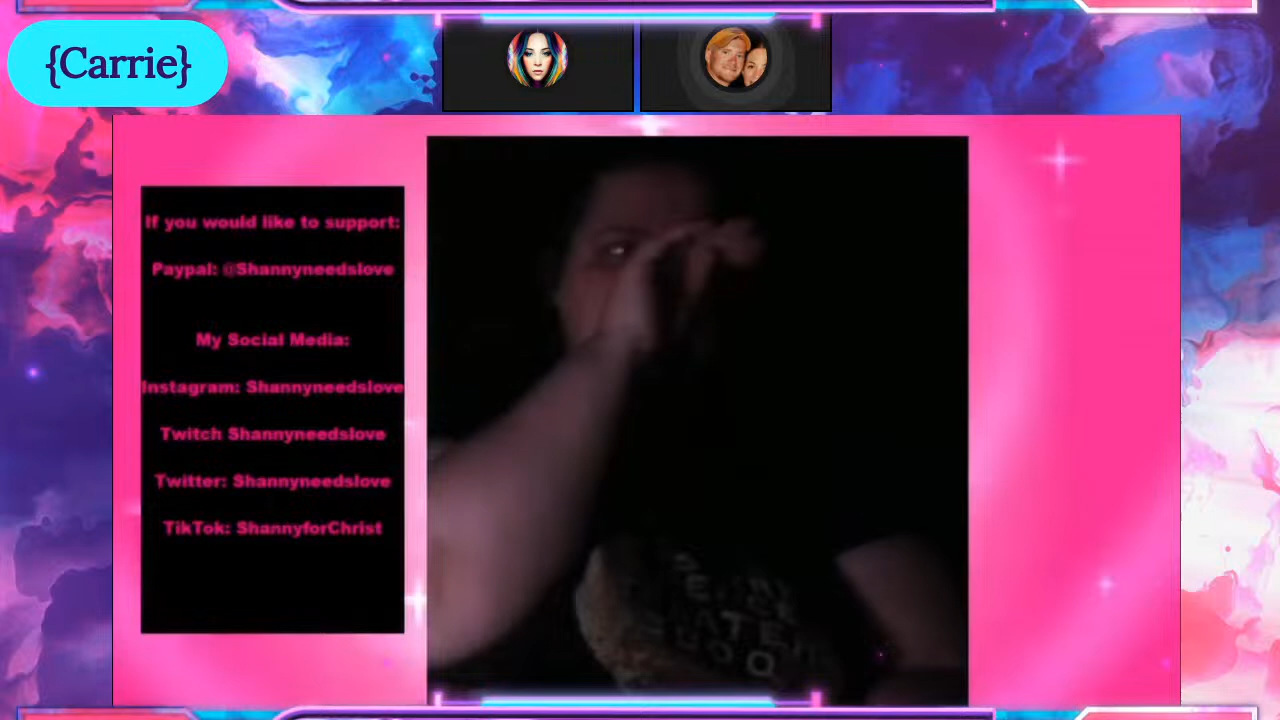 {Carrie}
If you would like to support:
Paypal: @Shannyneedslove
My Social Media:
Instagram: Shannyneedslove
Twitch Shannyneedslove
Twitter: Shannyneedslove
TikTok: ShannyforChrist